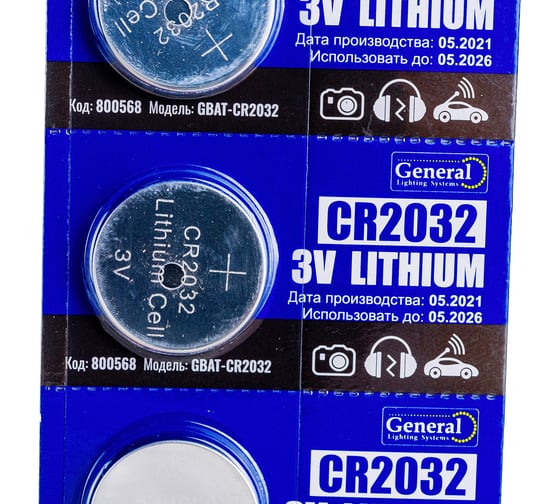 CR2032
Cell
3V LITHIUM
Дата производства: 05.2021
Использовать до: 05.2026
Код: 800568 Модель: GBAT-CR2032
General
Lighting Systems
CR2032
3V LITHIUM
Дата производства: 05.2021
Использовать до: 05.2026
CR2032
Lithium Cell
3V
Код: 800568 Модель: GBAT-CR2032
General
Lighting Systems
CR2032